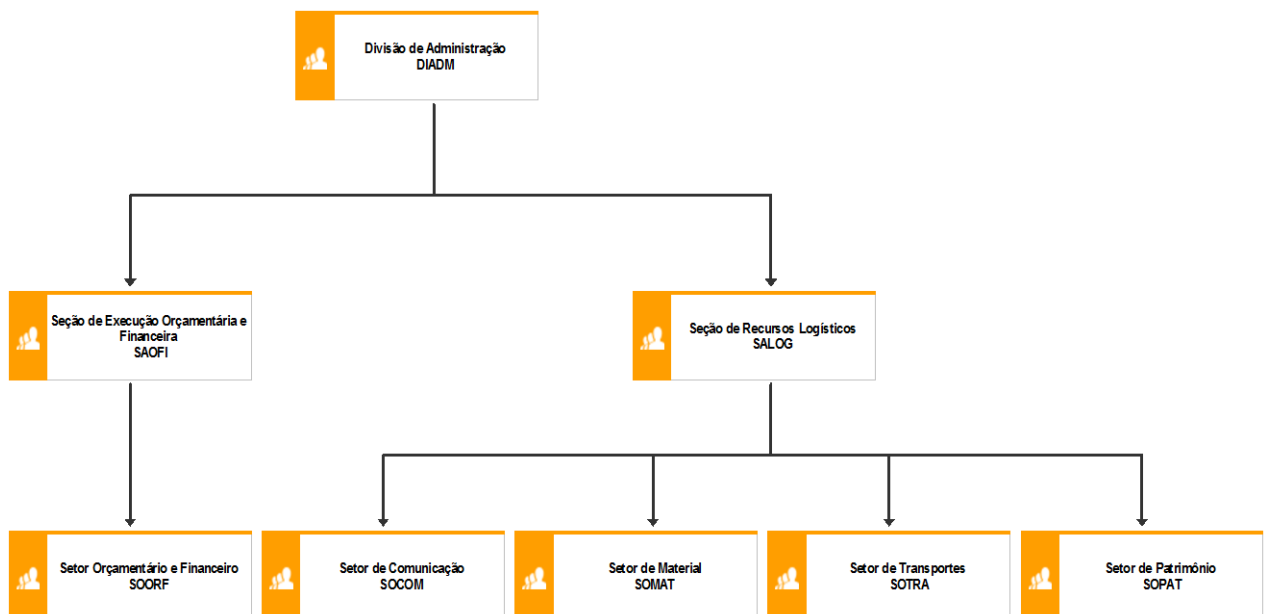 Divisão de Administração
DIADM
Seção de Execução Orçamentária e
Financeira
SAOFI
Seção de Recursos Logísticos
SALOG
Setor Orçamentário e Financeiro
SOORF
Setor de Comunicação
SOCOM
Setor de Material
SOMAT
Setor de Transportes
SOTRA
Setor de Patrimônio
SOPAT